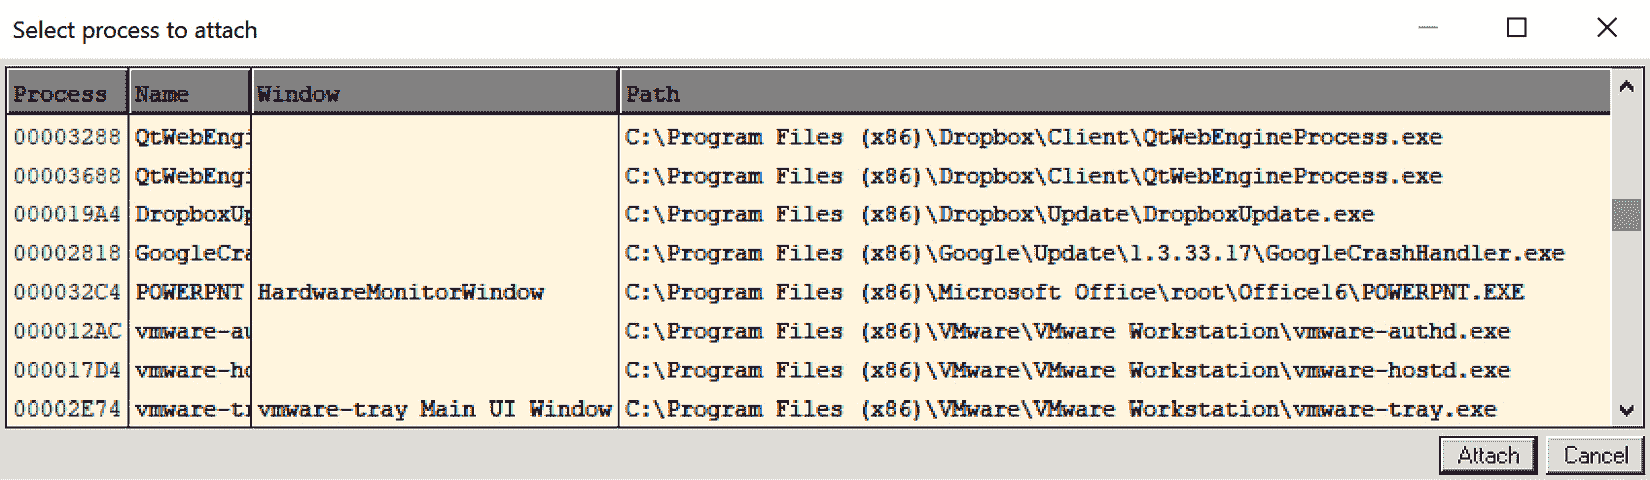 Select process to attach
Process Name Window Path
00003288 QtWebEngi C:\Program Files (x86)\Dropbox\Client\QtWebEngineProcess.exe
00003688 QtWebEngi C:\Program Files (x86)\Dropbox\Client\QtWebEngineProcess.exe
000019A4 DropboxUp C:\Program Files (x86)\Dropbox\Update\DropboxUpdate.exe
00002818 GoogleCra C:\Program Files (x86)\Google\Update\1.3.33.17\GoogleCrashHandler.exe
000032C4 POWERPNT HardwareMonitorWindow C:\Program Files (x86)\Microsoft Office\root\Office16\POWERPNT.EXE
000012AC vmware-au C:\Program Files (x86)\VMware\VMware Workstation\vmware-authd.exe
000017D4 vmware-ho C:\Program Files (x86)\VMware\VMware Workstation\vmware-hostd.exe
00002E74 vmware-tr vmware-tray Main UI Window C:\Program Files (x86)\VMware\VMware Workstation\vmware-tray.exe
Attach Cancel